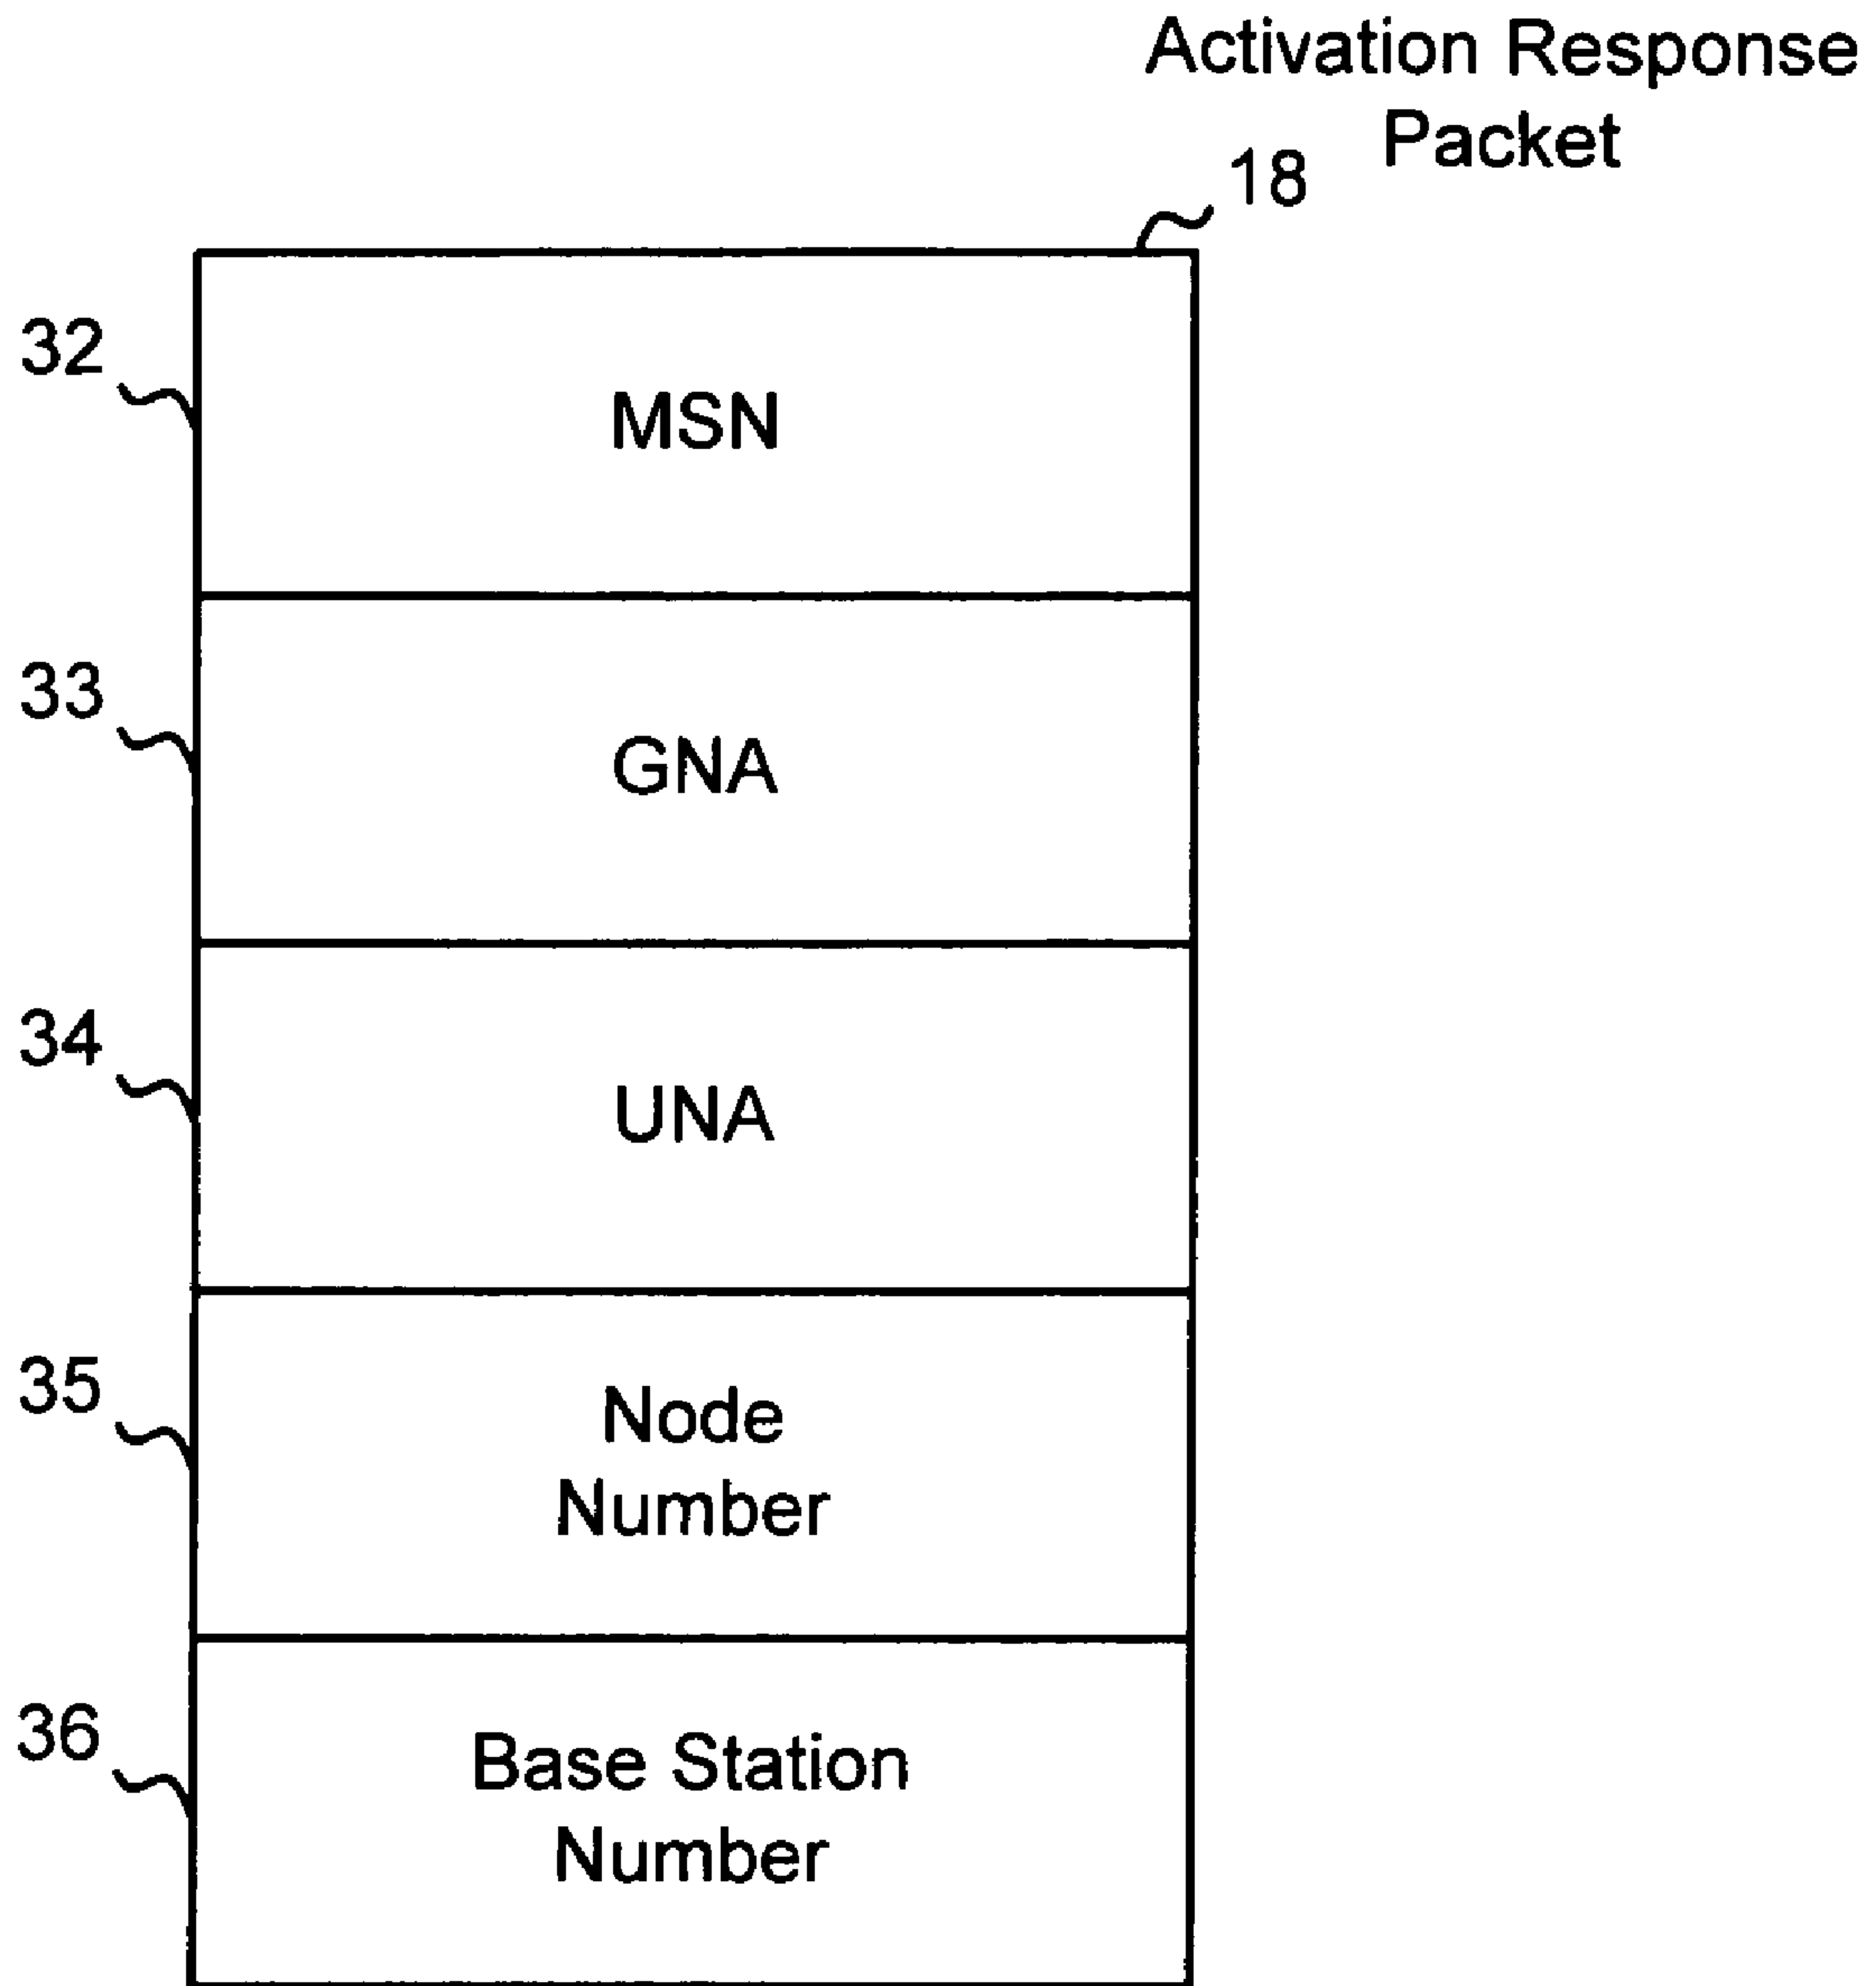 Activation Response
Packet
18
32
MSN
33
GNA
34
UNA
35
Node
Number
36
Base Station
Number